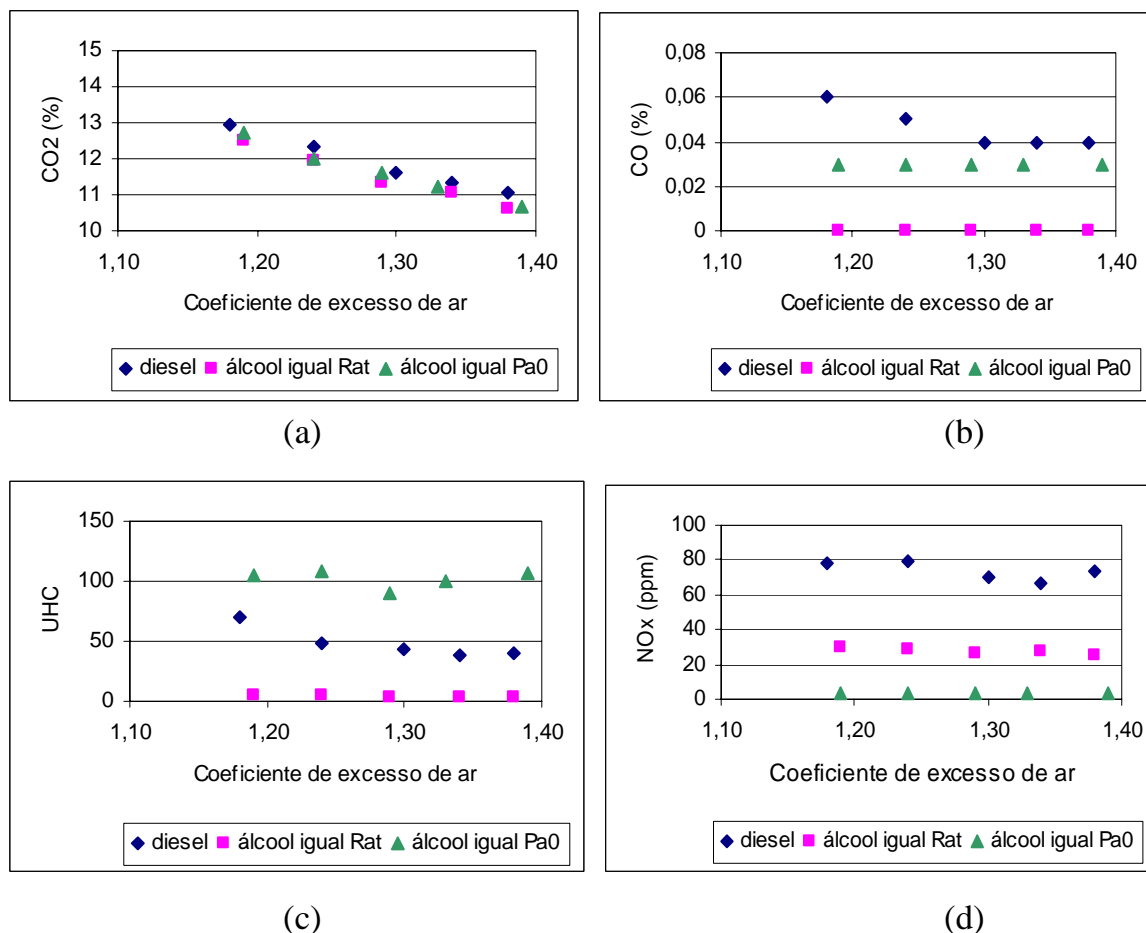 15
14
13
12
11
10
CO2 (%)
1,10 1,20 1,30 1,40
Coeficiente de excesso de ar
diesel álcool igual Rat álcool igual Pa0
(a)
0,08
0,06
0,04
0,02
0
CO (%)
1,10 1,20 1,30 1,40
Coeficiente de excesso de ar
diesel álcool igual Rat álcool igual Pa0
(b)
150
100
50
0
UHC
1,10 1,20 1,30 1,40
Coeficiente de excesso de ar
diesel álcool igual Rat álcool igual Pa0
(c)
100
80
60
40
20
0
NOx (ppm)
1,10 1,20 1,30 1,40
Coeficiente de excesso de ar
diesel álcool igual Rat álcool igual Pa0
(d)